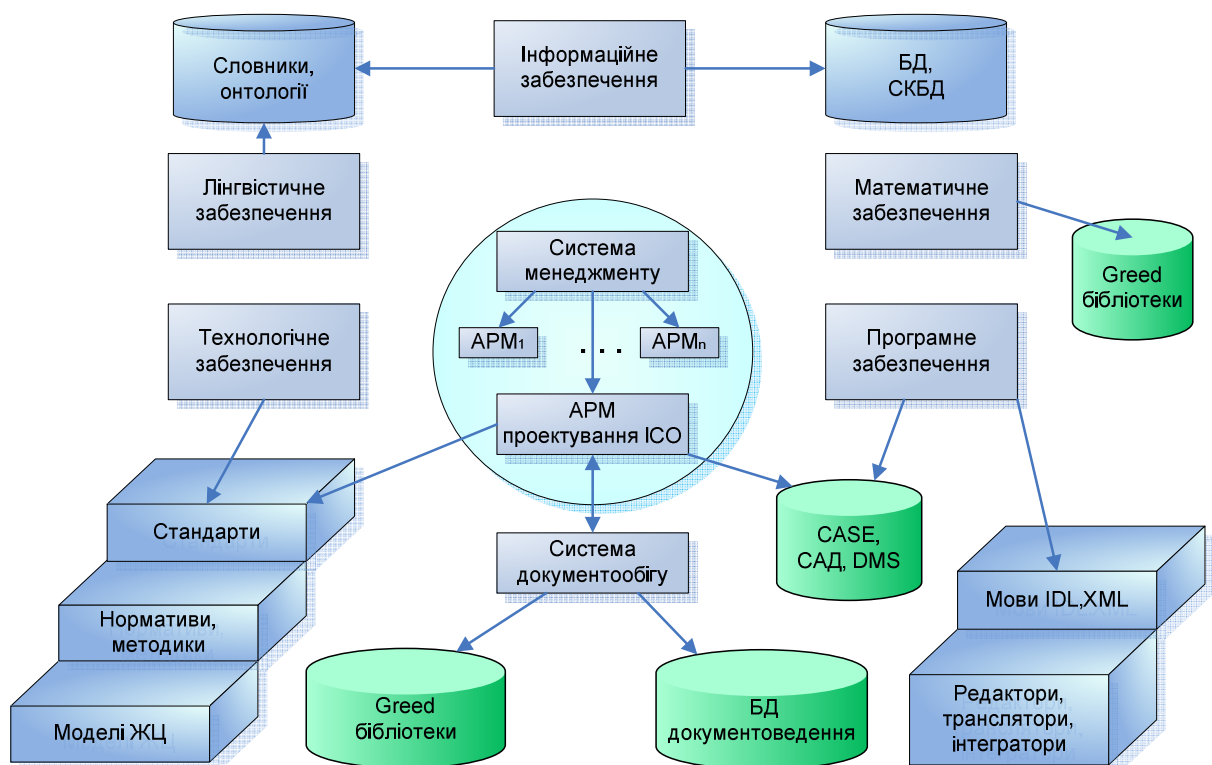 Словники,
онтології
Інформаційне
забезпечення
БД,
СКБД
Лінгвістичне
забезпечення
Математичне
забезпечення
Greed
бібліотеки
Система
менеджменту
АРМ1
...
АРМn
Технологічне
забезпечення
Програмне
забезпечення
АРМ
проектування ІСО
Стандарти
Нормативи,
методики
Моделі ЖЦ
Система
документообігу
CASE,
САД, DMS
Мови IDL,XML
Редактори,
транслятори,
інтегратори
Greed
бібліотеки
БД
документоведення